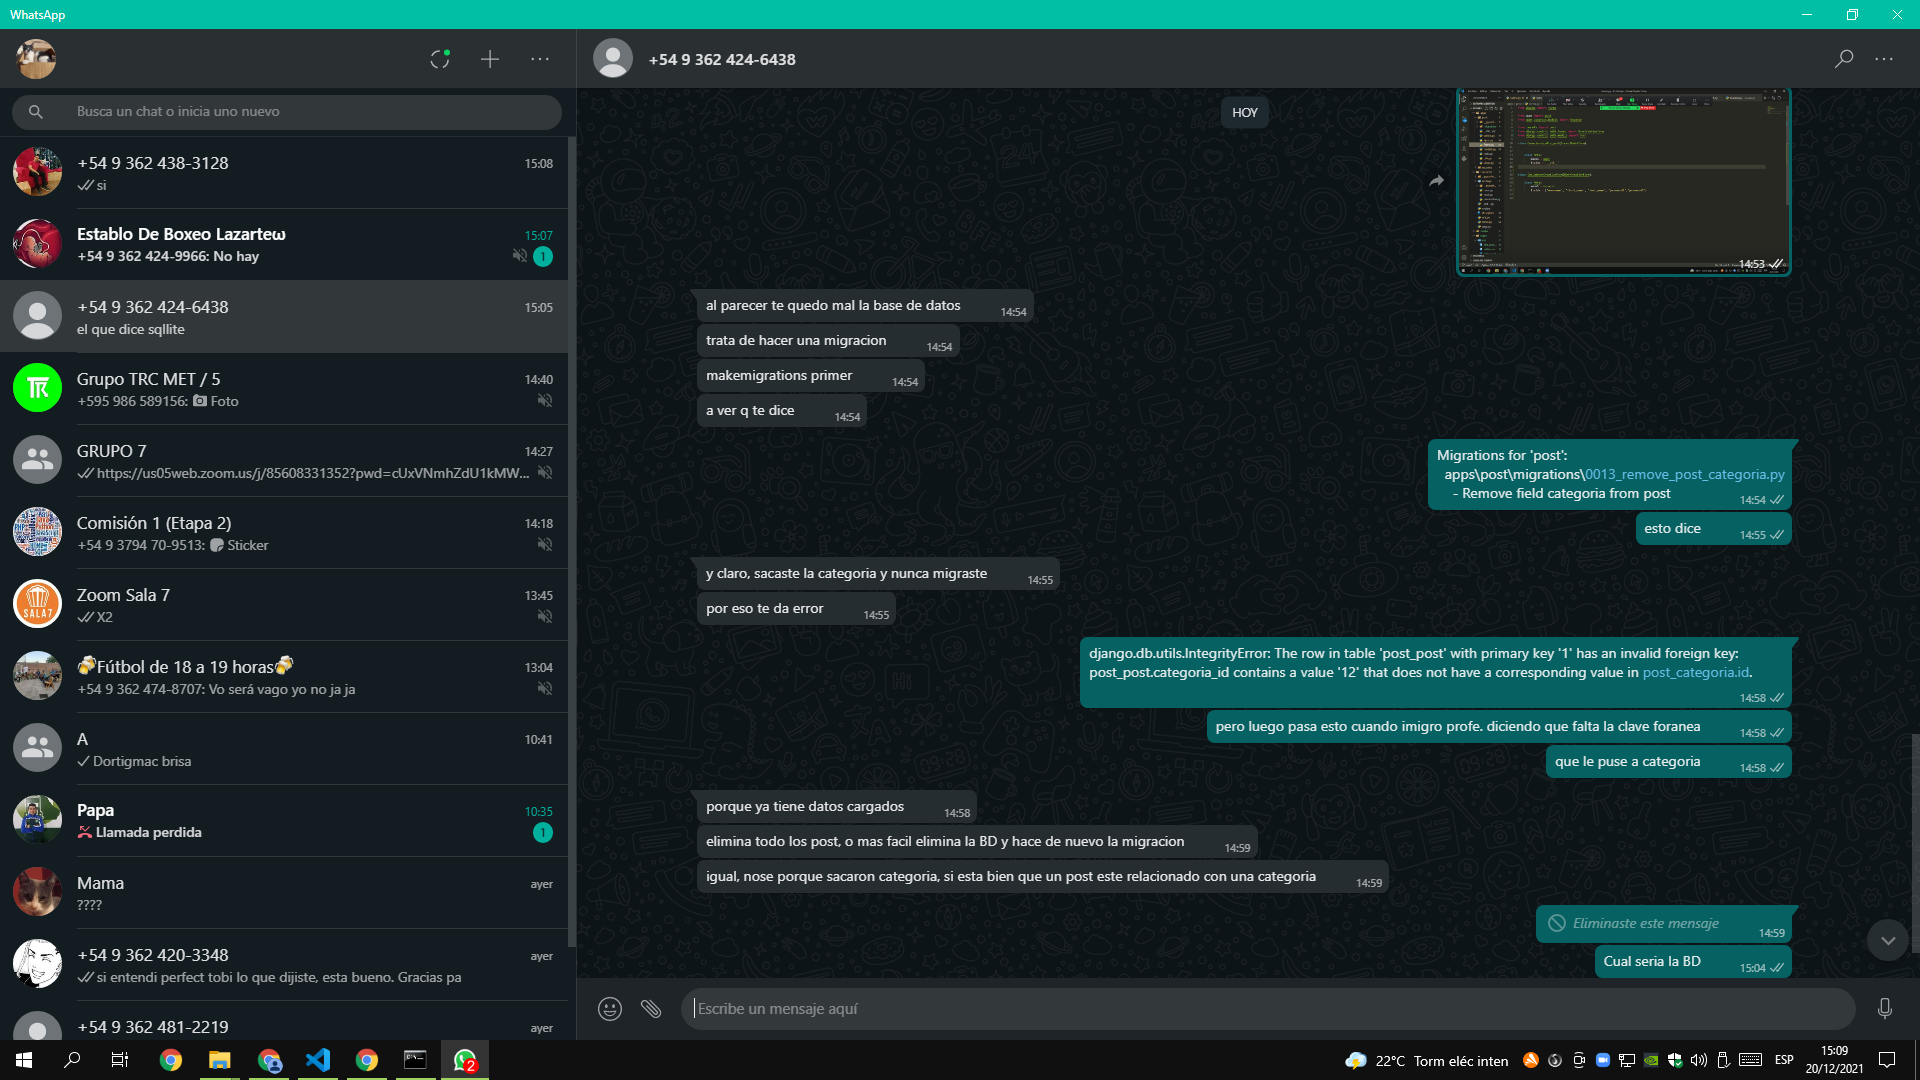 WhatsApp
Busca un chat o inicia uno nuevo
+54 9 362 438-3128
15:08
si
Establo De Boxeo Lazarteω
15:07
+54 9 362 424-9966: No hay
1
+54 9 362 424-6438
15:05
el que dice sqllite
Grupo TRC MET / 5
14:40
+595 986 589156: Foto
GRUPO 7
14:27
https://us05web.zoom.us/j/85608331352?pwd=cUxVNmhZdU1kMW...
Comisión 1 (Etapa 2)
14:18
+54 9 3794 70-9513: Sticker
Zoom Sala 7
13:45
X2
SALA7
🍻Fútbol de 18 a 19 horas🍻
13:04
+54 9 362 474-8707: Vo será vago yo no ja ja
A
10:41
Dortigmac brisa
Papa
10:35
Llamada perdida
1
Mama
ayer
????
+54 9 362 420-3348
ayer
si entendi perfect tobi lo que dijiste, esta bueno. Gracias pa
+54 9 362 481-2219
ayer
+54 9 362 424-6438
HOY
14:53
al parecer te quedo mal la base de datos
14:54
trata de hacer una migracion
14:54
makemigrations primer
14:54
a ver q te dice
14:54
Migrations for 'post':
apps\post\migrations\0013_remove_post_categoria.py
- Remove field categoria from post
14:54
esto dice
14:55
y claro, sacaste la categoria y nunca migraste
14:55
por eso te da error
14:55
django.db.utils.IntegrityError: The row in table 'post_post' with primary key '1' has an invalid foreign key:
post_post.categoria_id contains a value '12' that does not have a corresponding value in post_categoria.id.
14:58
pero luego pasa esto cuando imigro profe. diciendo que falta la clave foranea
14:58
que le puse a categoria
14:58
porque ya tiene datos cargados
14:58
elimina todo los post, o mas facil elimina la BD y hace de nuevo la migracion
14:59
igual, nose porque sacaron categoria, si esta bien que un post este relacionado con una categoria
14:59
Eliminaste este mensaje
14:59
Cual seria la BD
15:04
Escribe un mensaje aquí
2
22°C Torm eléc inten
ESP
15:09
20/12/2021